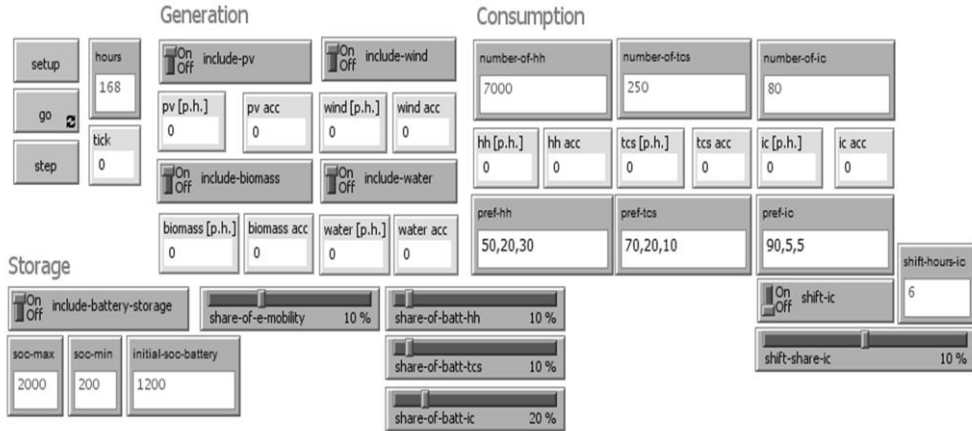 Generation
Consumption
setup
hours
168
go
tick
0
step
On
Off
include-pv
On
Off
include-wind
pv [p.h.]
0
pv acc
0
wind [p.h.]
0
wind acc
0
On
Off
include-biomass
On
Off
include-water
biomass [p.h.]
0
biomass acc
0
water [p.h.]
0
water acc
0
number-of-hh
7000
number-of-tcs
250
number-of-ic
80
hh [p.h.]
0
hh acc
0
tcs [p.h.]
0
tcs acc
0
ic [p.h.]
0
ic acc
0
pref-hh
50,20,30
pref-tcs
70,20,10
pref-ic
90,5,5
On
Off
shift-ic
shift-hours-ic
6
shift-share-ic 10 %
Storage
On
Off
include-battery-storage
share-of-e-mobility 10 %
share-of-batt-hh 10 %
share-of-batt-tcs 10 %
share-of-batt-ic 20 %
soc-max
2000
soc-min
200
initial-soc-battery
1200